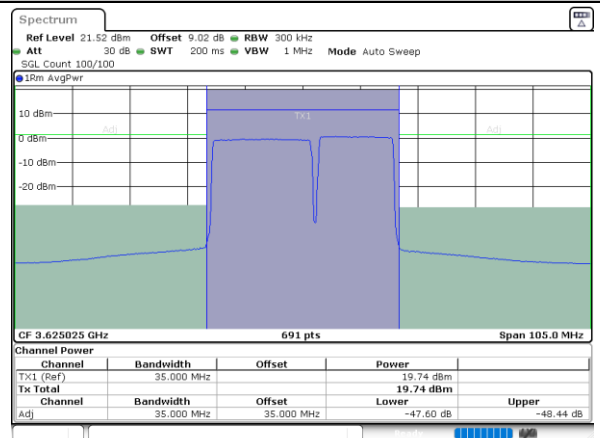 Spectrum
Ref Level 21.52 dBm Offset 9.02 dB RBW 300 kHz
Att 30 dB SWT 200 ms VBW 1 MHz Mode Auto Sweep
SGL Count 100/100
1Rm AvgPwr
10 dBm
TX1
Adj
Adj
0 dBm
-10 dBm
-20 dBm
CF 3.625025 GHz 691 pts Span 105.0 MHz
Channel Power
Channel Bandwidth Offset Power
TX1 (Ref) 35.000 MHz 19.74 dBm
Tx Total 19.74 dBm
Channel Bandwidth Offset Lower Upper
Adj 35.000 MHz 35.000 MHz -47.60 dB -48.44 dB